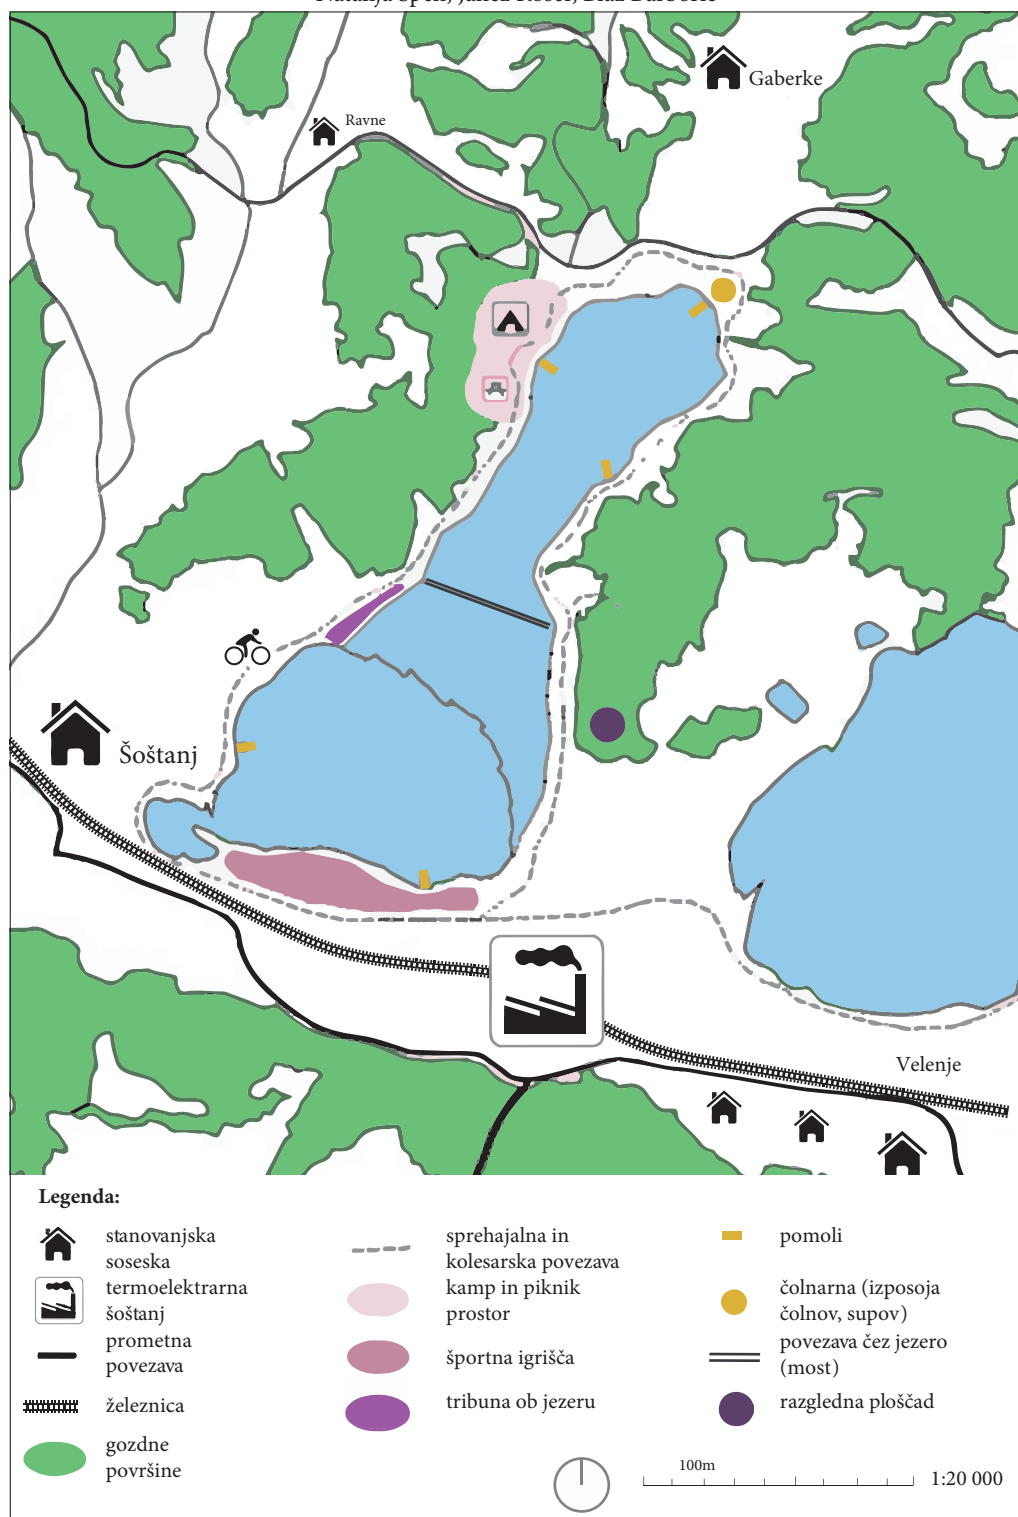 Gaberke
Ravne
Šoštanj
Velenje
Legenda:
stanovanjska
soseska
termoelektrarna
šoštanj
prometna
povezava
železnica
gozdne
površine
sprehajalna in
kolesarska povezava
kamp in piknik
prostor
športna igrišča
tribuna ob jezeru
pomoli
čolnarna (izposoja
čolnov, supov)
povezava čez jezero
(most)
razgledna ploščad
100m
1:20 000